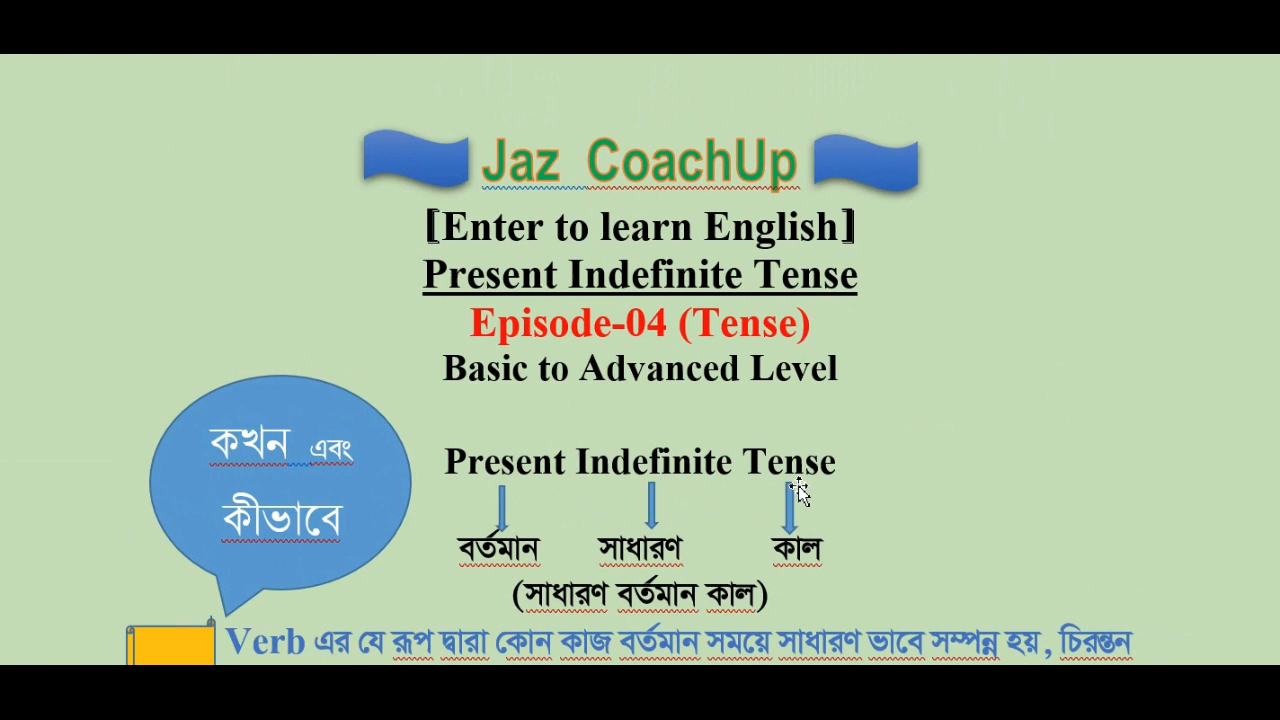 Jaz CoachUp
[Enter to learn English]
Present Indefinite Tense
Episode-04 (Tense)
Basic to Advanced Level
কখন এবং
কীভাবে
Present Indefinite Tense
বর্তমান সাধারণ কাল
(সাধারণ বর্তমান কাল)
Verb এর যে রূপ দ্বারা কোন কাজ বর্তমান সময়ে সাধারণ ভাবে সম্পন্ন হয়, চিরন্তন